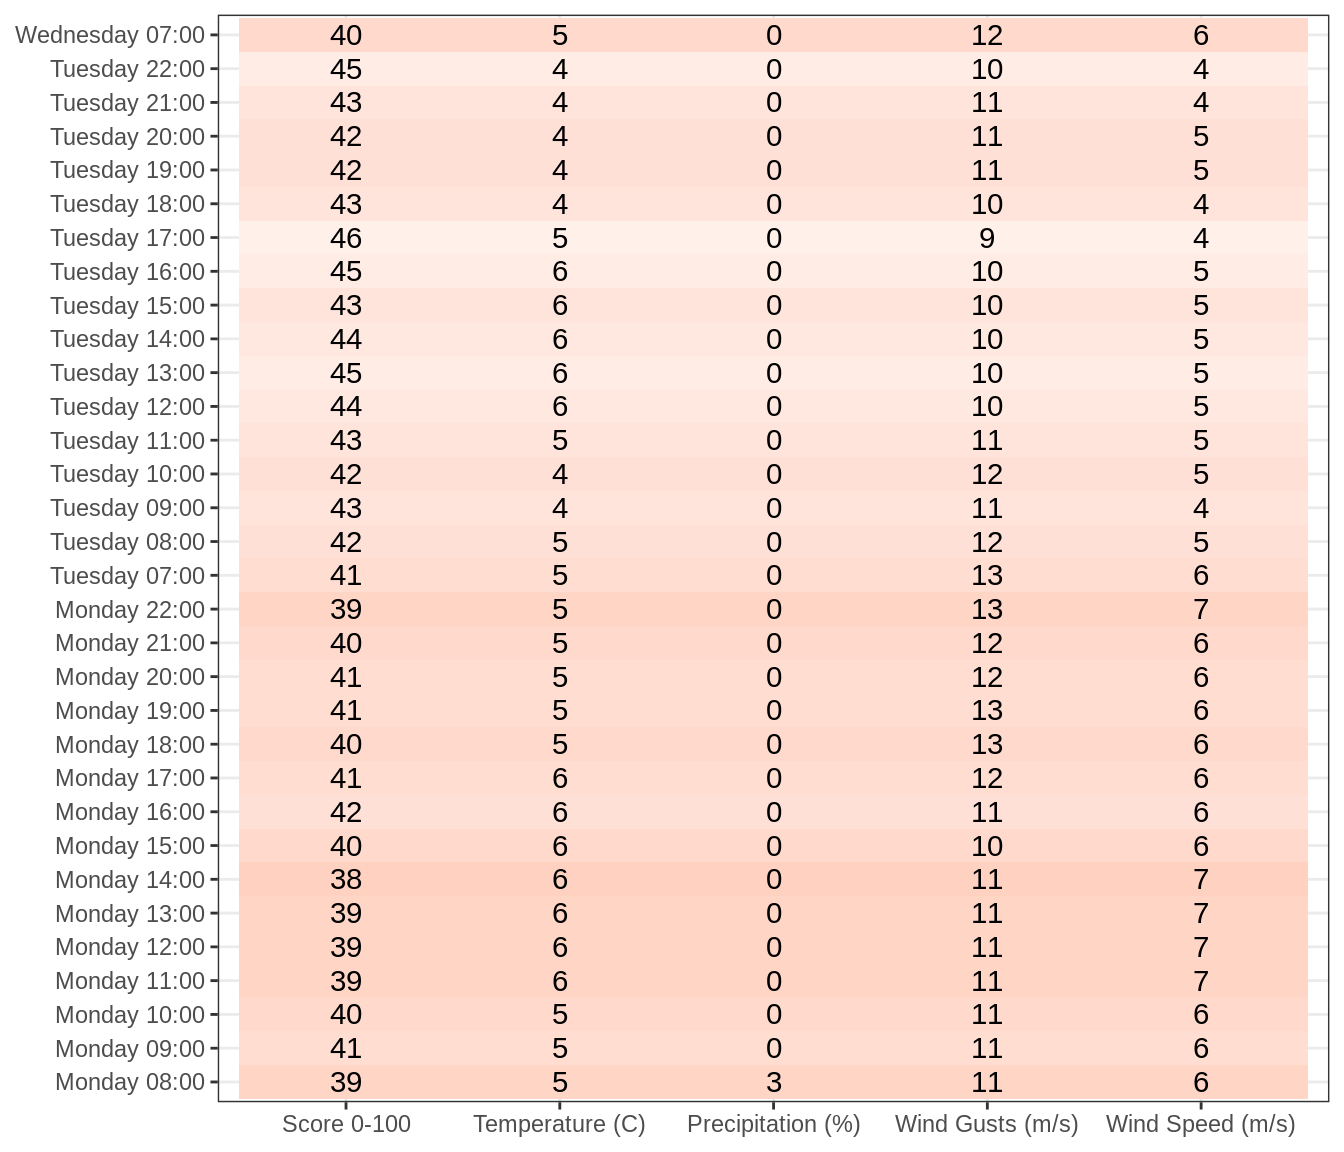 Wednesday 07:00 40 5 0 12 6
Tuesday 22:00 45 4 0 10 4
Tuesday 21:00 43 4 0 11 4
Tuesday 20:00 42 4 0 11 5
Tuesday 19:00 42 4 0 11 5
Tuesday 18:00 43 4 0 10 4
Tuesday 17:00 46 5 0 9 4
Tuesday 16:00 45 6 0 10 5
Tuesday 15:00 43 6 0 10 5
Tuesday 14:00 44 6 0 10 5
Tuesday 13:00 45 6 0 10 5
Tuesday 12:00 44 6 0 10 5
Tuesday 11:00 43 5 0 11 5
Tuesday 10:00 42 4 0 12 5
Tuesday 09:00 43 4 0 11 4
Tuesday 08:00 42 5 0 12 5
Tuesday 07:00 41 5 0 13 6
Monday 22:00 39 5 0 13 7
Monday 21:00 40 5 0 12 6
Monday 20:00 41 5 0 12 6
Monday 19:00 41 5 0 13 6
Monday 18:00 40 5 0 13 6
Monday 17:00 41 6 0 12 6
Monday 16:00 42 6 0 11 6
Monday 15:00 40 6 0 10 6
Monday 14:00 38 6 0 11 7
Monday 13:00 39 6 0 11 7
Monday 12:00 39 6 0 11 7
Monday 11:00 39 6 0 11 7
Monday 10:00 40 5 0 11 6
Monday 09:00 41 5 0 11 6
Monday 08:00 39 5 3 11 6
Score 0-100 Temperature (C) Precipitation (%) Wind Gusts (m/s) Wind Speed (m/s)